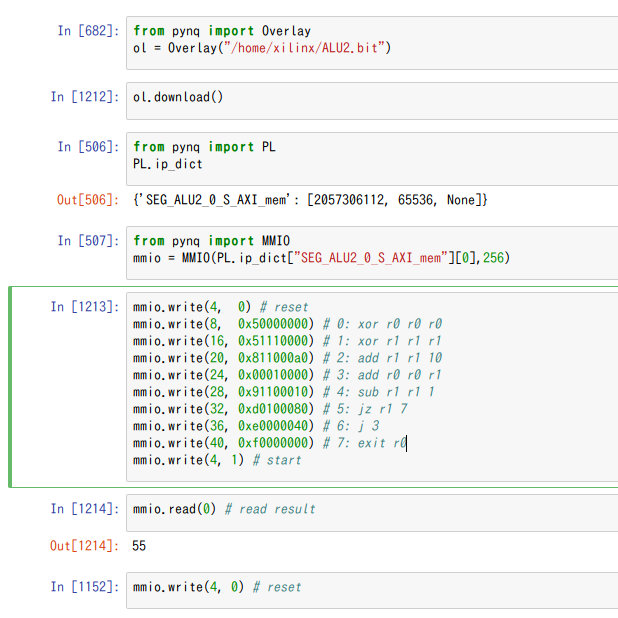 In [682]: from pynq import Overlay
ol = Overlay("/home/xilinx/ALU2.bit")
In [1212]: ol.download()
In [506]: from pynq import PL
PL.ip_dict
Out[506]: {'SEG_ALU2_0_S_AXI_mem': [2057306112, 65536, None]}
In [507]: from pynq import MMIO
mmio = MMIO(PL.ip_dict["SEG_ALU2_0_S_AXI_mem"][0],256)
In [1213]: mmio.write(4,  0) # reset
mmio.write(8,  0x50000000) # 0: xor r0 r0 r0
mmio.write(16, 0x51110000) # 1: xor r1 r1 r1
mmio.write(20, 0x811000a0) # 2: add r1 r1 10
mmio.write(24, 0x00010000) # 3: add r0 r0 r1
mmio.write(28, 0x91100010) # 4: sub r1 r1 1
mmio.write(32, 0xd0100080) # 5: jz r1 7
mmio.write(36, 0xe0000040) # 6: j 3
mmio.write(40, 0xf0000000) # 7: exit r0
mmio.write(4, 1) # start
In [1214]: mmio.read(0) # read result
Out[1214]: 55
In [1152]: mmio.write(4, 0) # reset